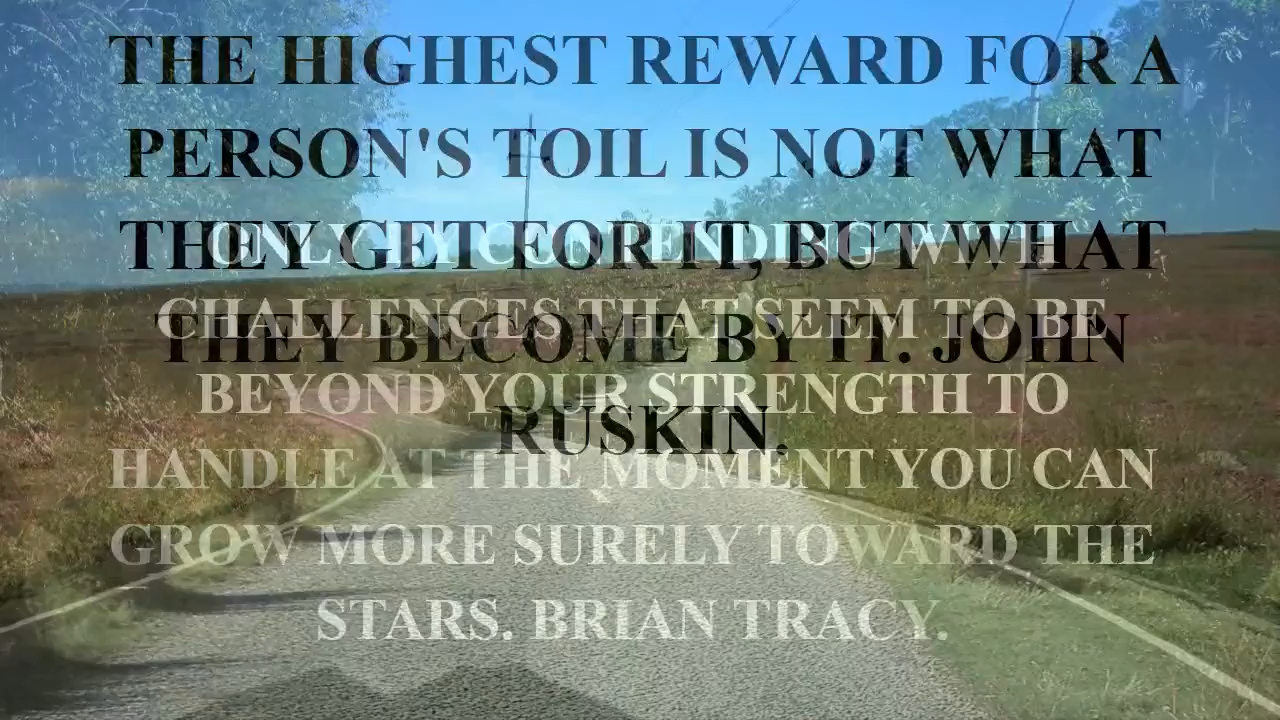 THE HIGHEST REWARD FOR A
PERSON'S TOIL IS NOT WHAT
THEY GET FOR IT, BUT WHAT
THEY BECOME BY IT. JOHN
RUSKIN.
ONLY BY CONTENDING WITH
CHALLENGES THAT SEEM TO BE
BEYOND YOUR STRENGTH TO
HANDLE AT THE MOMENT YOU CAN
GROW MORE SURELY TOWARD THE
STARS. BRIAN TRACY.